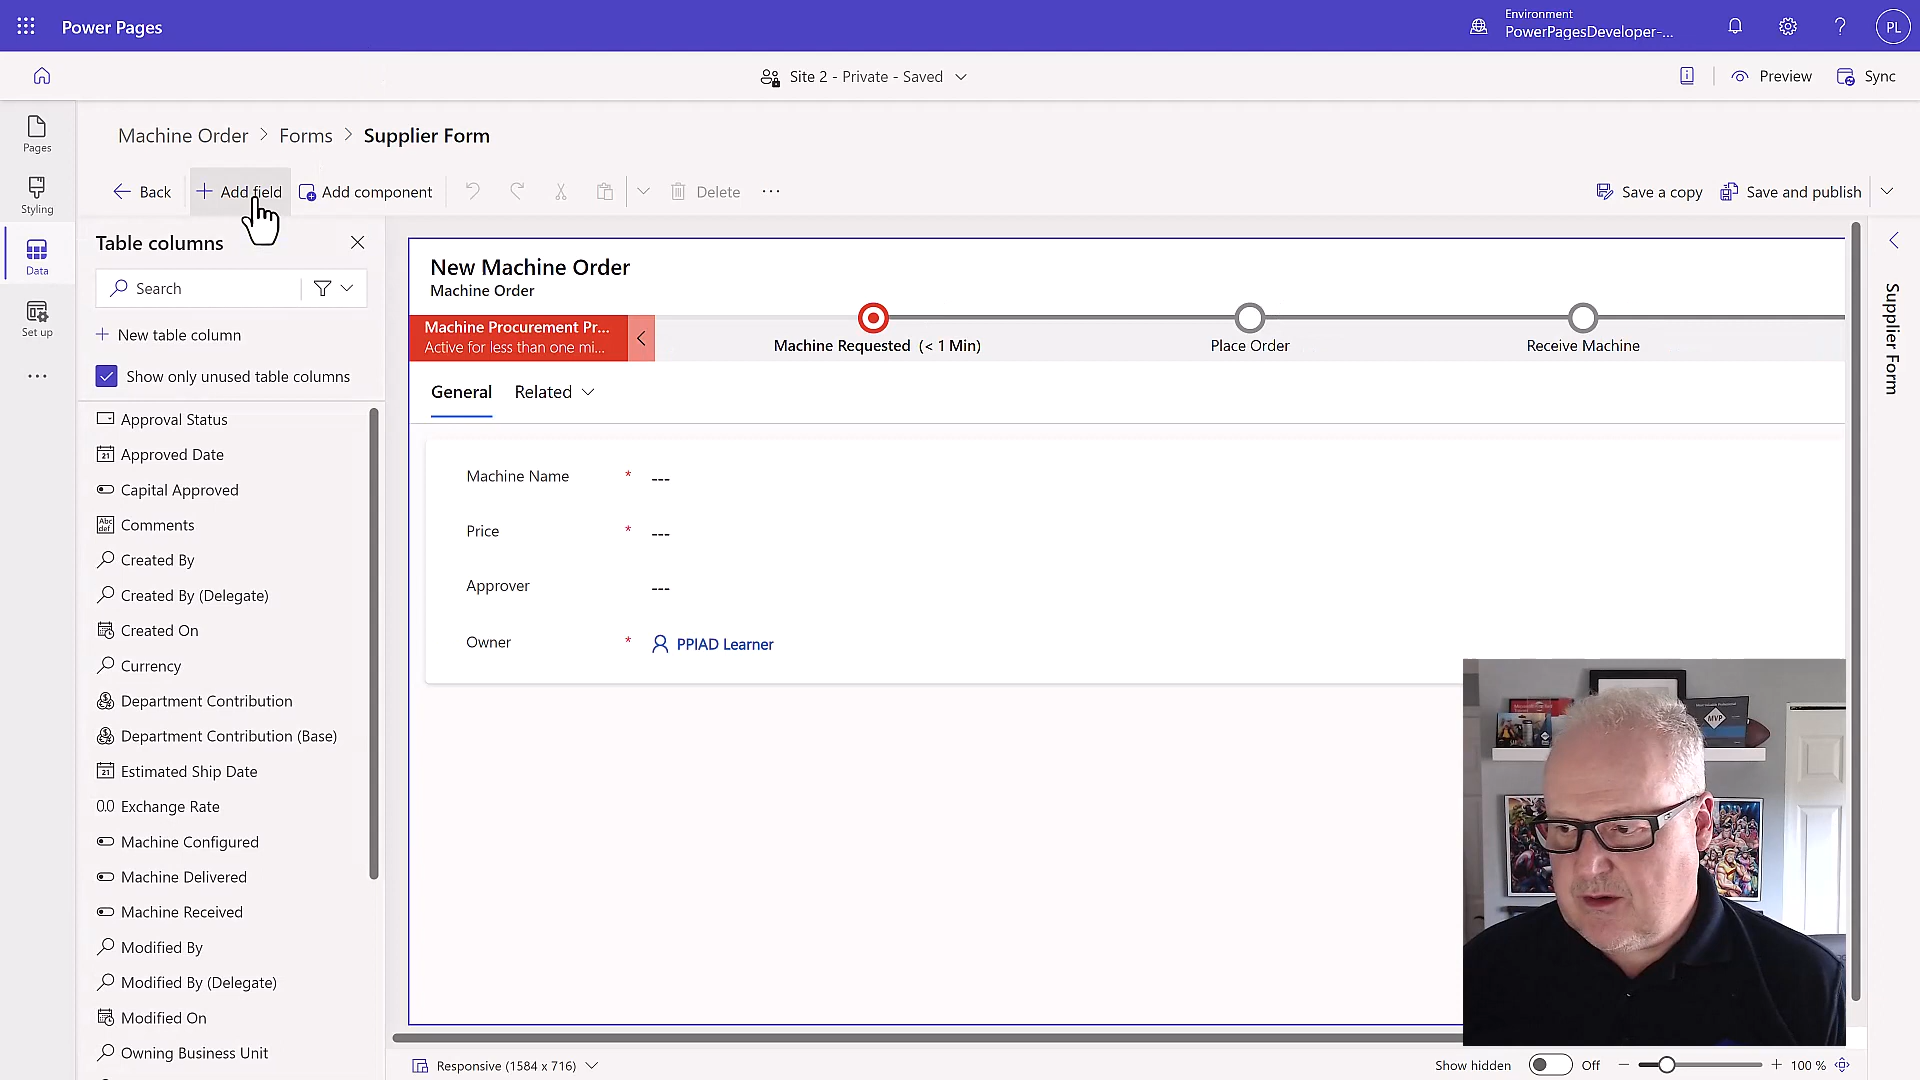 Power Pages
Environment
PowerPagesDeveloper-...
PL
Site 2 - Private - Saved
Preview
Sync
Pages
Styling
Data
Set up
Machine Order > Forms > Supplier Form
Back
Add field
Add component
Delete
Save a copy
Save and publish
Table columns
Search
New table column
Show only unused table columns
Approval Status
Approved Date
Capital Approved
Comments
Created By
Created By (Delegate)
Created On
Currency
Department Contribution
Department Contribution (Base)
Estimated Ship Date
Exchange Rate
Machine Configured
Machine Delivered
Machine Received
Modified By
Modified By (Delegate)
Modified On
Owning Business Unit
New Machine Order
Machine Order
Machine Procurement Pr...
Active for less than one mi...
Machine Requested (< 1 Min)
Place Order
Receive Machine
General
Related
Machine Name * ---
Price * ---
Approver ---
Owner * PPIAD Learner
Supplier Form
MVP
Responsive (1584 x 716)
Show hidden
Off
100 %